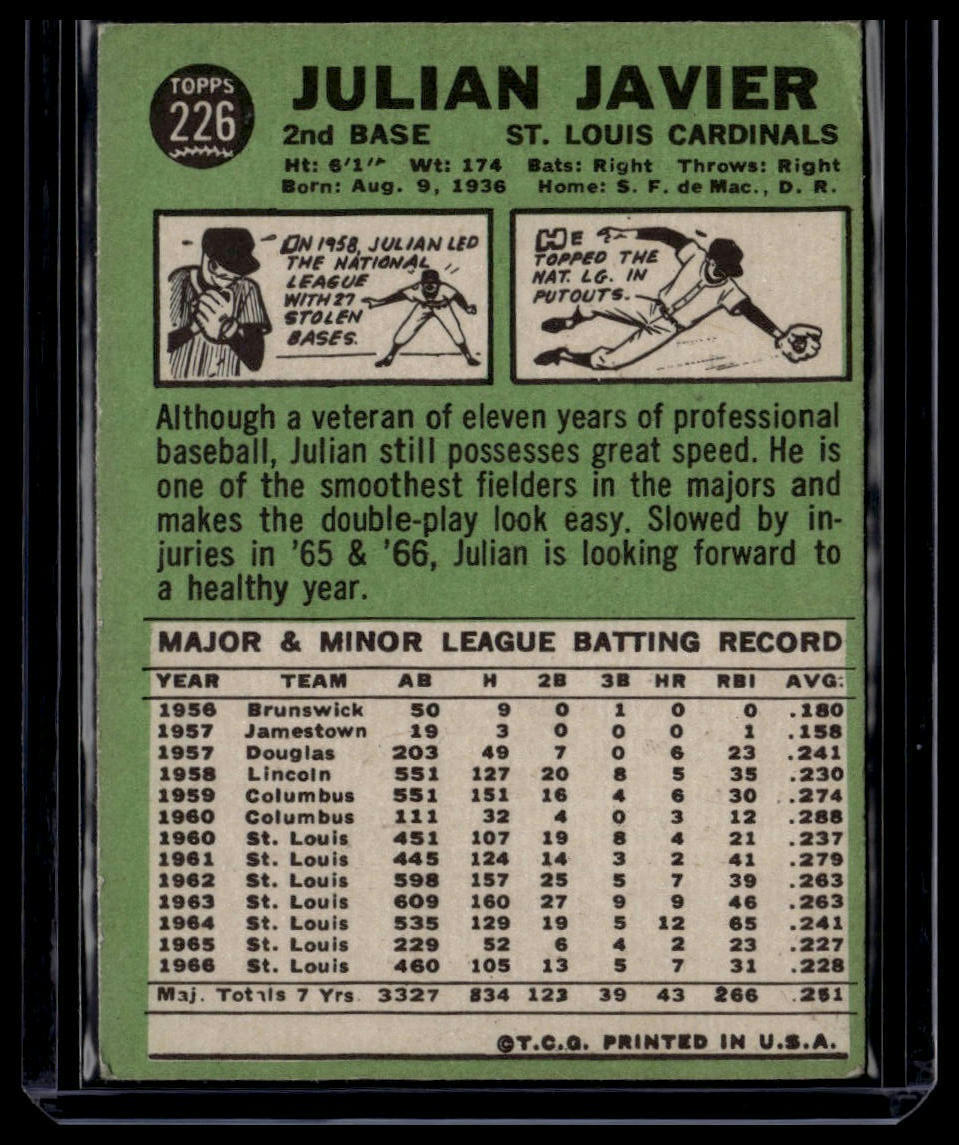 TOPPS
226
JULIAN JAVIER
2nd BASE ST. LOUIS CARDINALS
Ht: 6'1" Wt: 174 Bats: Right Throws: Right
Born: Aug. 9, 1936 Home: S. F. de Mac., D. R.
IN 1958, JULIAN LED
THE NATIONAL
LEAGUE
WITH 27
STOLEN
BASES.
HE
TOPPED THE
NAT. LG. IN
PUTOUTS.
Although a veteran of eleven years of professional
baseball, Julian still possesses great speed. He is
one of the smoothest fielders in the majors and
makes the double-play look easy. Slowed by in-
juries in '65 & '66, Julian is looking forward to
a healthy year.
MAJOR & MINOR LEAGUE BATTING RECORD
YEAR TEAM AB H 2B 3B HR RBI AVG.
1956 Brunswick 50 9 0 1 0 0 .180
1957 Jamestown 19 3 0 0 0 1 .158
1957 Douglas 203 49 7 0 6 23 .241
1958 Lincoln 551 127 20 8 5 35 .230
1959 Columbus 551 151 16 4 6 30 .274
1960 Columbus 111 32 4 0 3 12 .288
1960 St. Louis 451 107 19 8 4 21 .237
1961 St. Louis 445 124 14 3 2 41 .279
1962 St. Louis 598 157 25 5 7 39 .263
1963 St. Louis 609 160 27 9 9 46 .263
1964 St. Louis 535 129 19 5 12 65 .241
1965 St. Louis 229 52 6 4 2 23 .227
1966 St. Louis 460 105 13 5 7 31 .228
Maj. Totals 7 Yrs. 3327 834 123 39 43 266 .251
©T.C.G. PRINTED IN U.S.A.